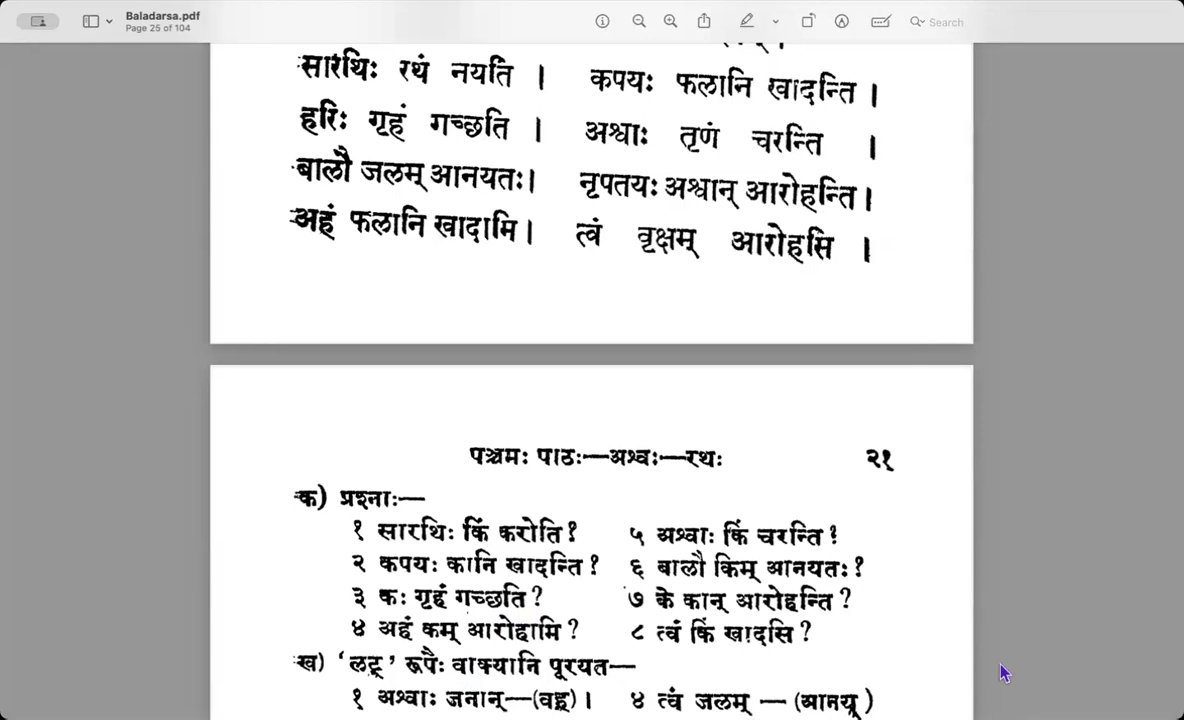 Baladarsa.pdf
Page 25 of 104
Search
सारथिः रथं नयति । कपयः फलानि खादन्ति ।
हरिः गृहं गच्छति । अश्वाः तृणं चरन्ति ।
बालौ जलम् आनयतः। नृपतयः अश्वान् आरोहन्ति।
अहं फलानि खादामि। त्वं वृक्षम् आरोहसि ।
पञ्चमः पाठः—अश्वः—रथः २१
क) प्रश्नाः—
१ सारथिः किं करोति? ५ अश्वाः किं चरन्ति?
२ कपयः कानि खादन्ति? ६ बालौ किम् आनयतः?
३ कः गृहं गच्छति? ७ के कान् आरोहन्ति?
४ अहं कम् आरोहामि? ८ त्वं किं खादसि?
ख) 'लट्' रूपैः वाक्यानि पूरयत—
१ अश्वाः जनान्—(वह्)। ४ त्वं जलम् — (आनय्)